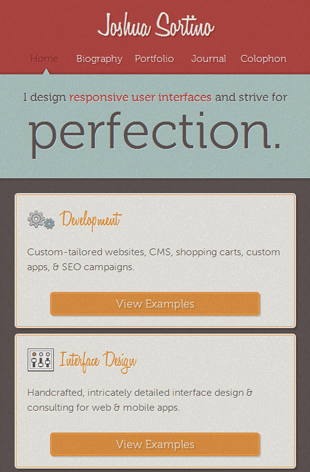 Joshua Sortino
Home Biography Portfolio Journal Colophon
I design responsive user interfaces and strive for
perfection.
Development
Custom-tailored websites, CMS, shopping carts, custom
apps, & SEO campaigns.
View Examples
Interface Design
Handcrafted, intricately detailed interface design &
consulting for web & mobile apps.
View Examples